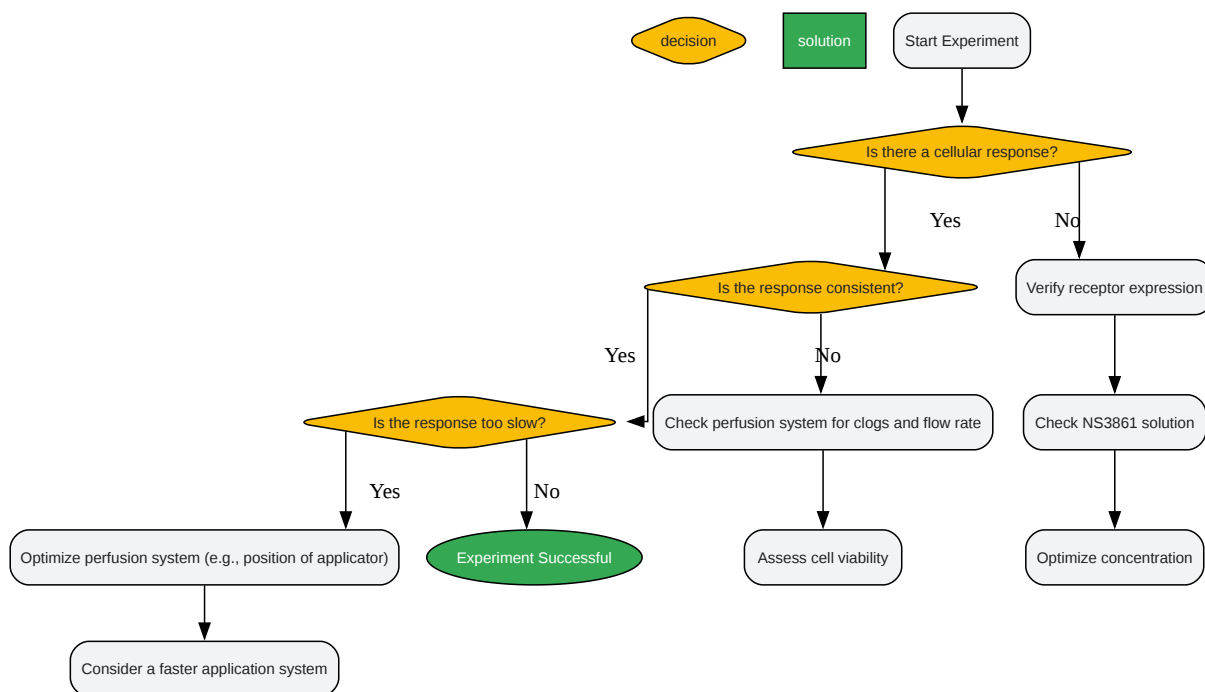 decision
solution
Start Experiment
Is there a cellular response?
Yes
No
Is the response consistent?
Verify receptor expression
Yes
No
Is the response too slow?
Check perfusion system for clogs and flow rate
Check NS3861 solution
Yes
No
Optimize perfusion system (e.g., position of applicator)
Experiment Successful
Assess cell viability
Optimize concentration
Consider a faster application system